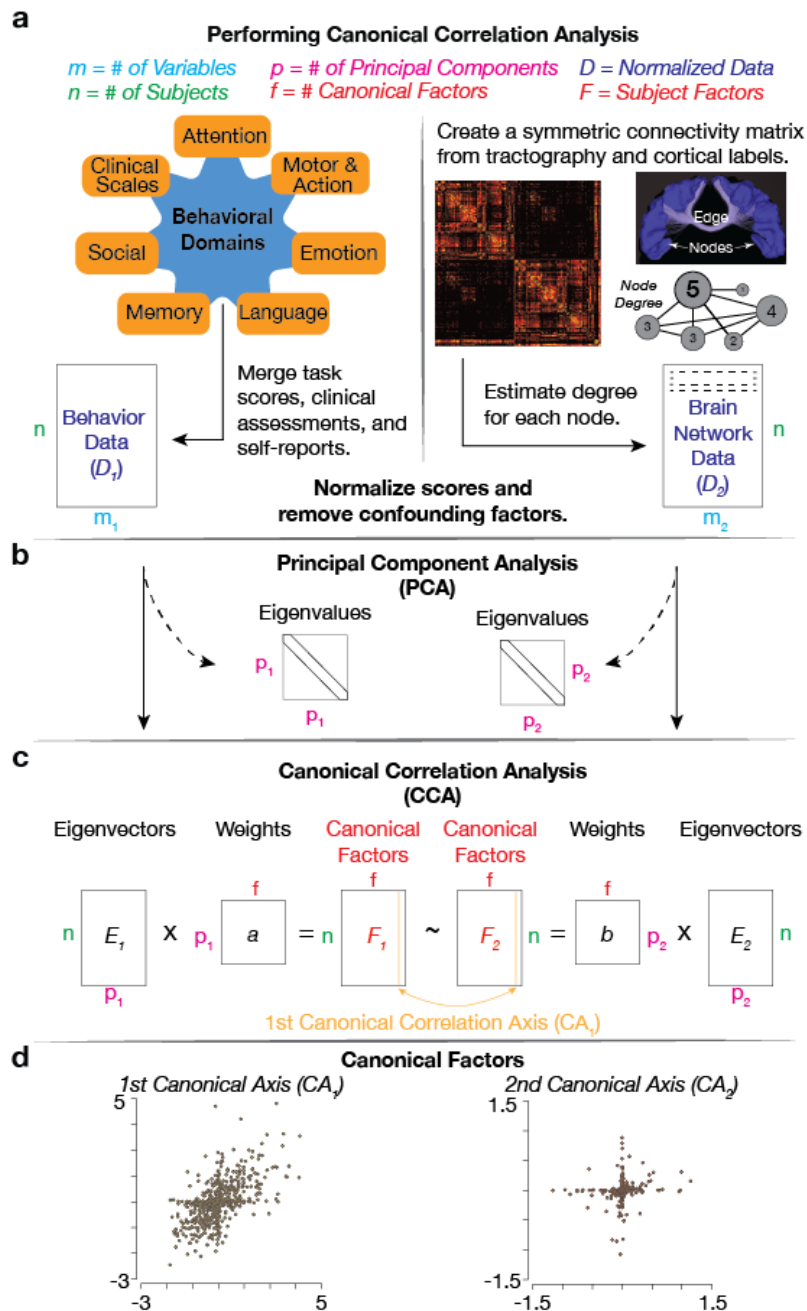 a
Performing Canonical Correlation Analysis
m = # of Variables
p = # of Principal Components
D = Normalized Data
n = # of Subjects
f = # Canonical Factors
F = Subject Factors
Attention
Clinical
Scales
Motor &
Action
Behavioral
Domains
Social
Emotion
Memory
Language
Create a symmetric connectivity matrix
from tractography and cortical labels.
Edge
Nodes
Node
Degree
5
1
4
3
3
2
Merge task
scores, clinical
assessments, and
self-reports.
n
Behavior
Data
(D₁)
m₁
Estimate degree
for each node.
Brain
Network
Data
(D₂)
n
m₂
Normalize scores and
remove confounding factors.
b
Principal Component Analysis
(PCA)
Eigenvalues
Eigenvalues
p₁
p₁
p₂
p₂
c
Canonical Correlation Analysis
(CCA)
Eigenvectors
Weights
Canonical
Factors
Canonical
Factors
Weights
Eigenvectors
f
f
f
f
n E₁ x p₁ a = n F₁ ~ F₂ n = b p₂ x E₂ n
p₁
p₂
1st Canonical Correlation Axis (CA₁)
d
Canonical Factors
1st Canonical Axis (CA₁)
2nd Canonical Axis (CA₂)
5
-3
-3
5
1.5
-1.5
-1.5
1.5